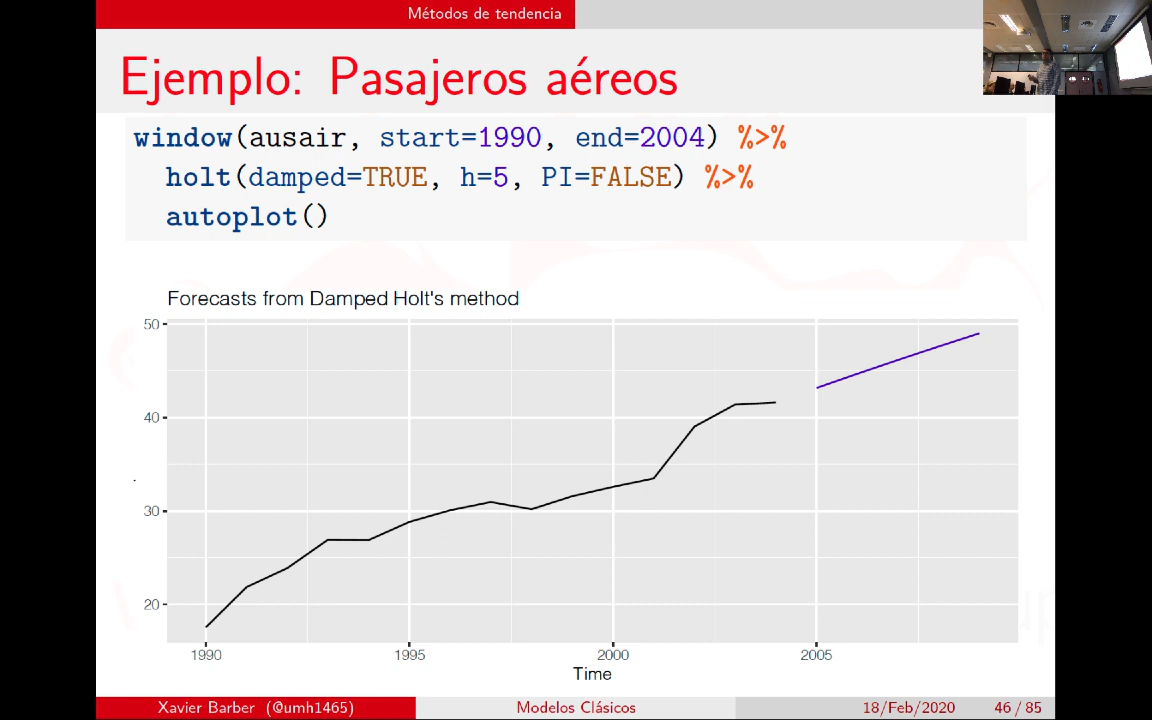 Métodos de tendencia
Ejemplo: Pasajeros aéreos
window(ausair, start=1990, end=2004) %>%
holt(damped=TRUE, h=5, PI=FALSE) %>%
autoplot()
Forecasts from Damped Holt's method
50
40
30
20
1990 1995 2000 2005
Time
Xavier Barber (@umh1465) Modelos Clásicos 18/Feb/2020 46 / 85